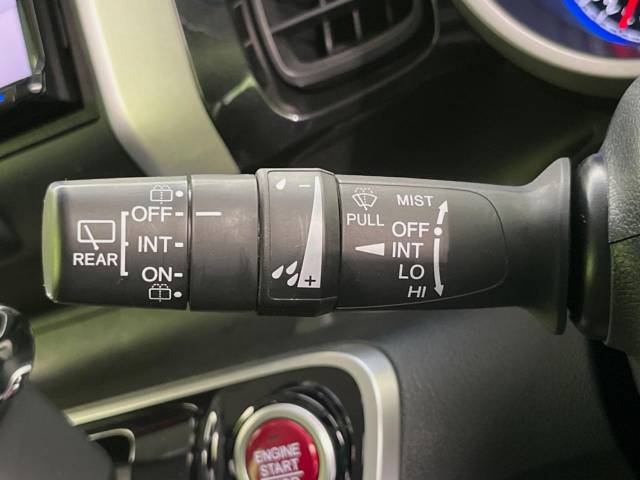 OFF
INT
REAR
ON
-
+
PULL
MIST
OFF
INT
LO
HI
ENGINE
START